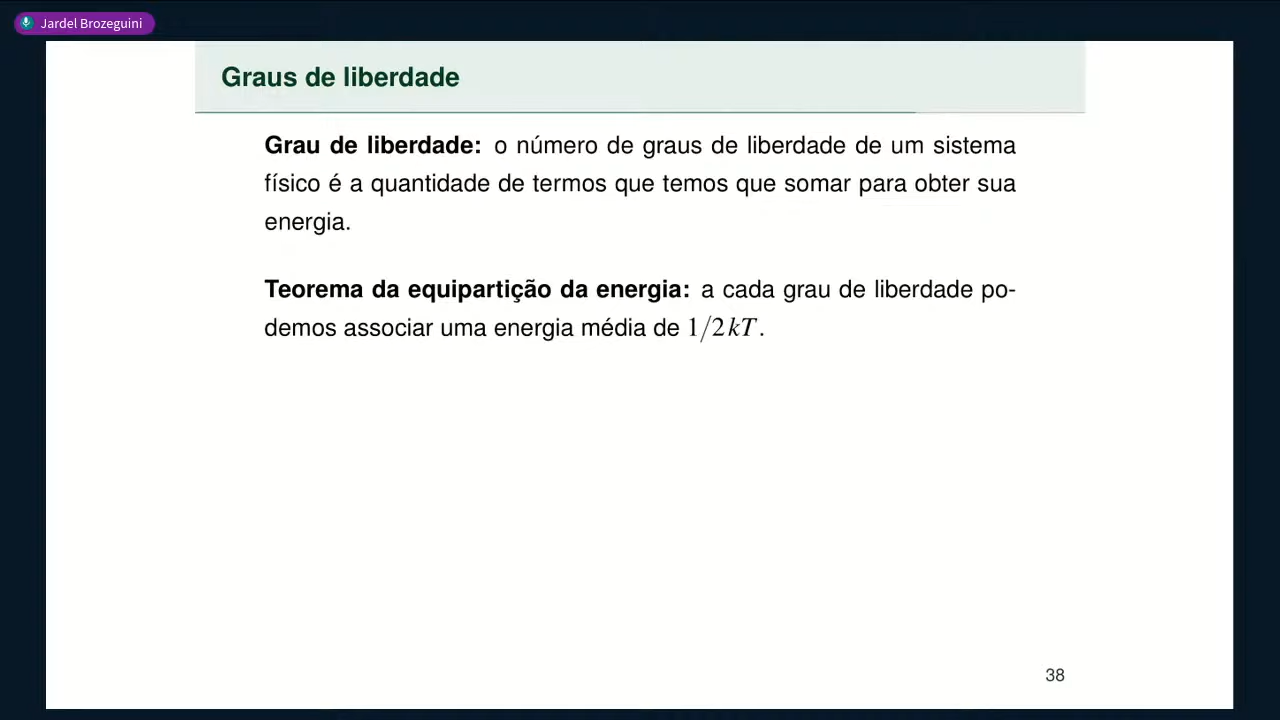 Jardel Brozeguini
Graus de liberdade
Grau de liberdade: o número de graus de liberdade de um sistema
físico é a quantidade de termos que temos que somar para obter sua
energia.
Teorema da equipartição da energia: a cada grau de liberdade po-
demos associar uma energia média de 1/2 kT.
38